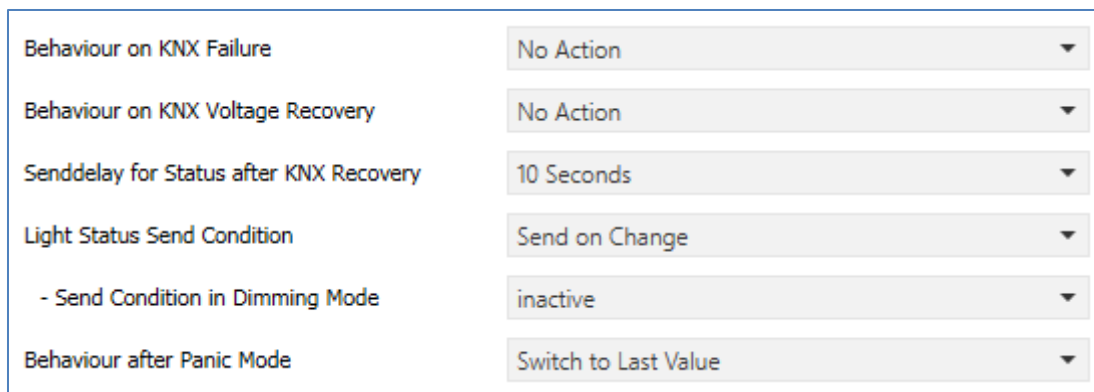 Behaviour on KNX Failure No Action
Behaviour on KNX Voltage Recovery No Action
Senddelay for Status after KNX Recovery 10 Seconds
Light Status Send Condition Send on Change
- Send Condition in Dimming Mode inactive
Behaviour after Panic Mode Switch to Last Value